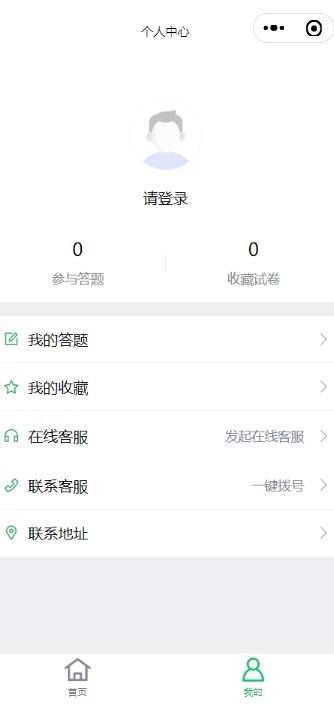 个人中心
请登录
0
0
参与答题
收藏试卷
我的答题
我的收藏
在线客服 发起在线客服
联系客服 一键拨号
联系地址
首页
我的